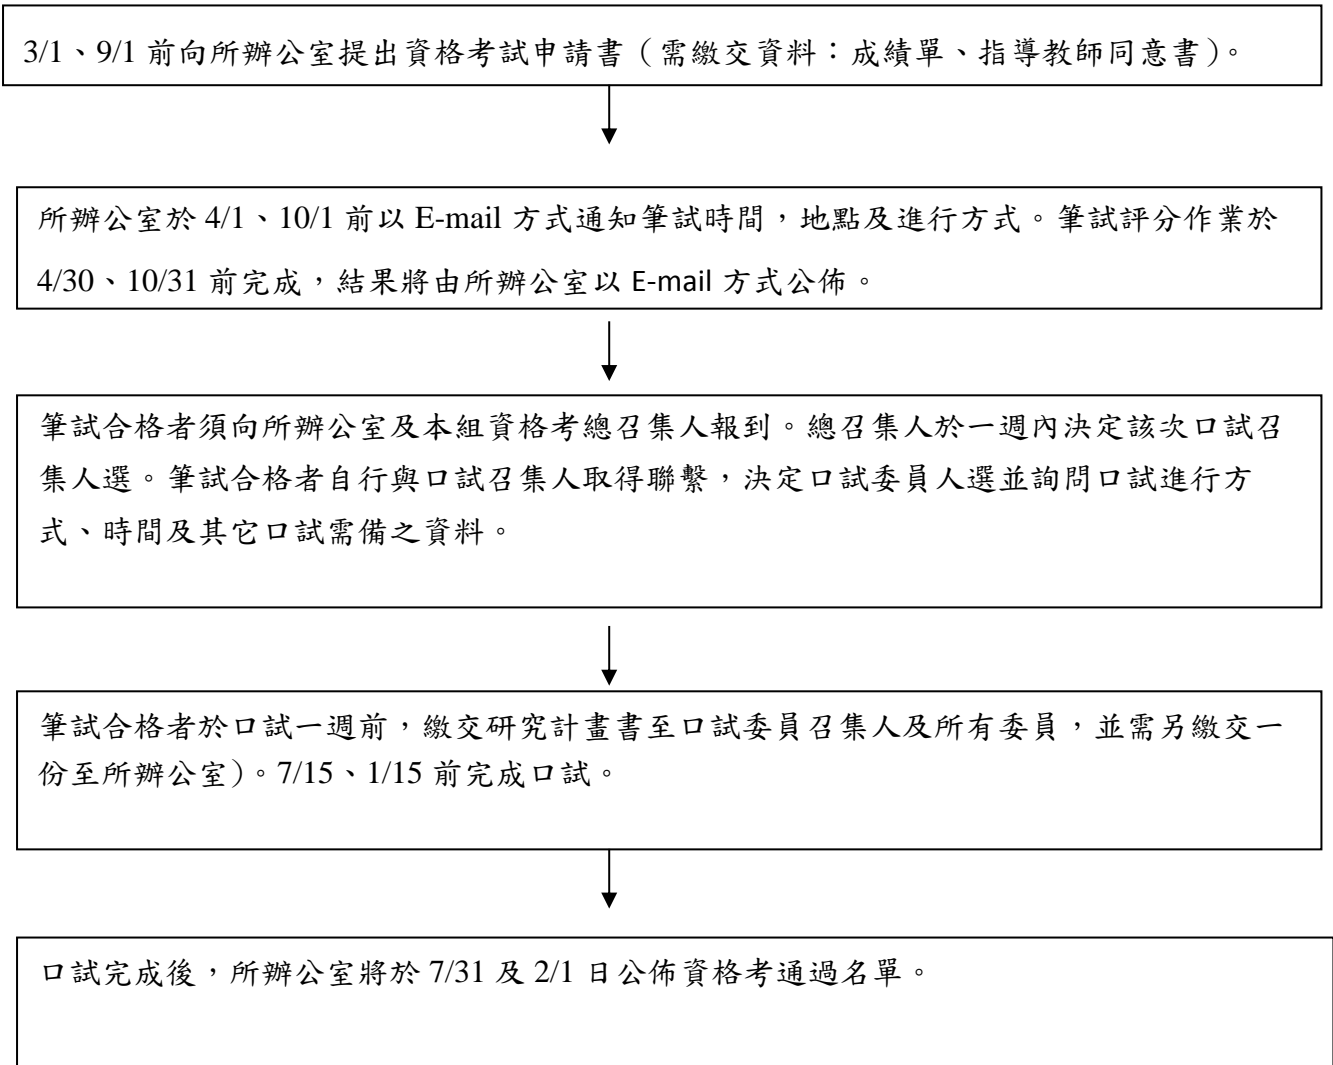 3/1、9/1 前向所辦公室提出資格考試申請書（需繳交資料：成績單、指導教師同意書）。
所辦公室於 4/1、10/1 前以 E-mail 方式通知筆試時間，地點及進行方式。筆試評分作業於
4/30、10/31 前完成，結果將由所辦公室以 E-mail 方式公佈。
筆試合格者須向所辦公室及本組資格考總召集人報到。總召集人於一週內決定該次口試召
集人選。筆試合格者自行與口試召集人取得聯繫，決定口試委員人選並詢問口試進行方
式、時間及其它口試需備之資料。
筆試合格者於口試一週前，繳交研究計畫書至口試委員召集人及所有委員，並需另繳交一
份至所辦公室）。7/15、1/15 前完成口試。
口試完成後，所辦公室將於 7/31 及 2/1 日公佈資格考通過名單。